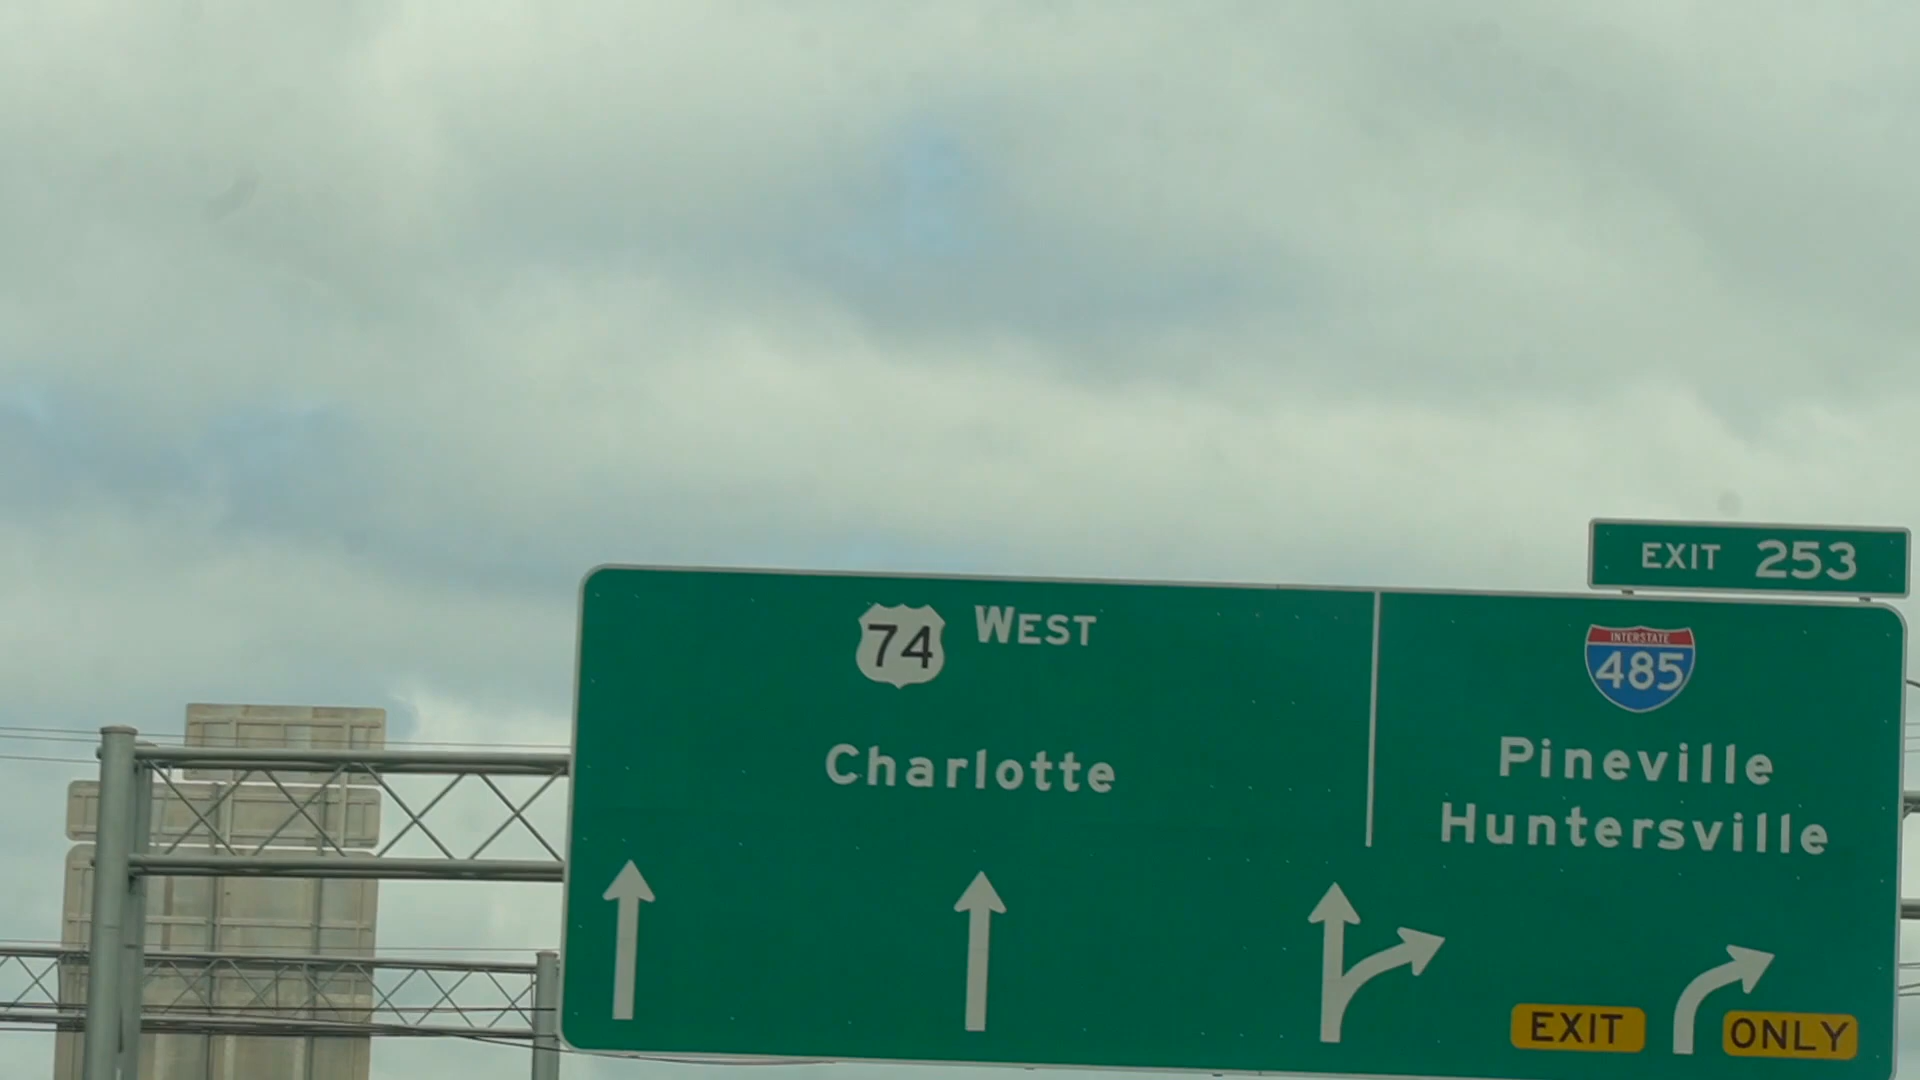 EXIT 253
74 WEST
Charlotte
INTERSTATE
485
Pineville
Huntersville
EXIT ONLY